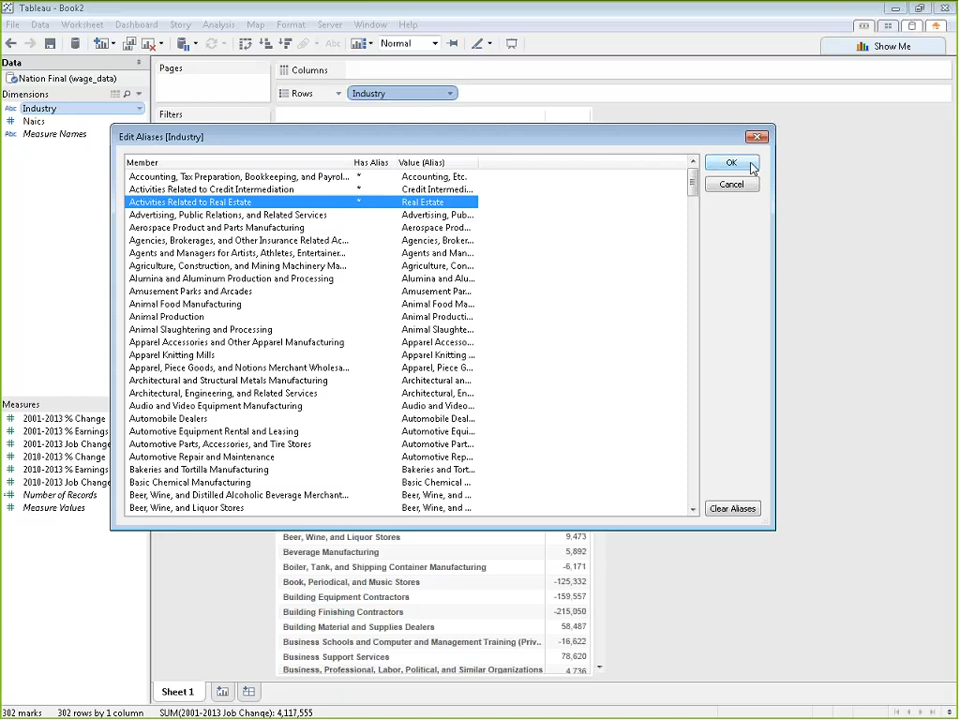 Tableau - Book2
File Data Worksheet Dashboard Story Analysis Map Format Server Window Help
Abc Normal
Show Me
Data
Nation Final (wage_data)
Dimensions
Abc Industry
# Naics
Abc Measure Names
Pages
Columns
Rows Industry
Filters
Edit Aliases [Industry]
Member Has Alias Value (Alias)
Accounting, Tax Preparation, Bookkeeping, and Payrol... * Accounting, Etc.
Activities Related to Credit Intermediation * Credit Intermedi...
Activities Related to Real Estate * Real Estate
Advertising, Public Relations, and Related Services Advertising, Pub...
Aerospace Product and Parts Manufacturing Aerospace Prod...
Agencies, Brokerages, and Other Insurance Related Ac... Agencies, Broker...
Agents and Managers for Artists, Athletes, Entertainer... Agents and Man...
Agriculture, Construction, and Mining Machinery Ma... Agriculture, Con...
Alumina and Aluminum Production and Processing Alumina and Alu...
Amusement Parks and Arcades Amusement Par...
Animal Food Manufacturing Animal Food Ma...
Animal Production Animal Producti...
Animal Slaughtering and Processing Animal Slaughte...
Apparel Accessories and Other Apparel Manufacturing Apparel Accesso...
Apparel Knitting Mills Apparel Knitting ...
Apparel, Piece Goods, and Notions Merchant Wholesa... Apparel, Piece G...
Architectural and Structural Metals Manufacturing Architectural an...
Architectural, Engineering, and Related Services Architectural, En...
Audio and Video Equipment Manufacturing Audio and Video...
Automobile Dealers Automobile Deal...
Automotive Equipment Rental and Leasing Automotive Equi...
Automotive Parts, Accessories, and Tire Stores Automotive Part...
Automotive Repair and Maintenance Automotive Rep...
Bakeries and Tortilla Manufacturing Bakeries and Tort...
Basic Chemical Manufacturing Basic Chemical ...
Beer, Wine, and Distilled Alcoholic Beverage Merchant... Beer, Wine, and ...
Beer, Wine, and Liquor Stores Beer, Wine, and ...
OK
Cancel
Clear Aliases
Measures
# 2001-2013 % Change
# 2001-2013 % Earnings
# 2001-2013 Job Change
# 2010-2013 % Change
# 2010-2013 % Earnings
# 2010-2013 Job Change
# Number of Records
# Measure Values
Beer, Wine, and Liquor Stores 9,473
Beverage Manufacturing 5,892
Boiler, Tank, and Shipping Container Manufacturing -6,171
Book, Periodical, and Music Stores -125,332
Building Equipment Contractors -159,557
Building Finishing Contractors -215,050
Building Material and Supplies Dealers 58,487
Business Schools and Computer and Management Training (Priv.. -16,622
Business Support Services 78,620
Business, Professional, Labor, Political, and Similar Organizations 4,736
Sheet 1
302 marks 302 rows by 1 column SUM(2001-2013 Job Change): 4,117,555